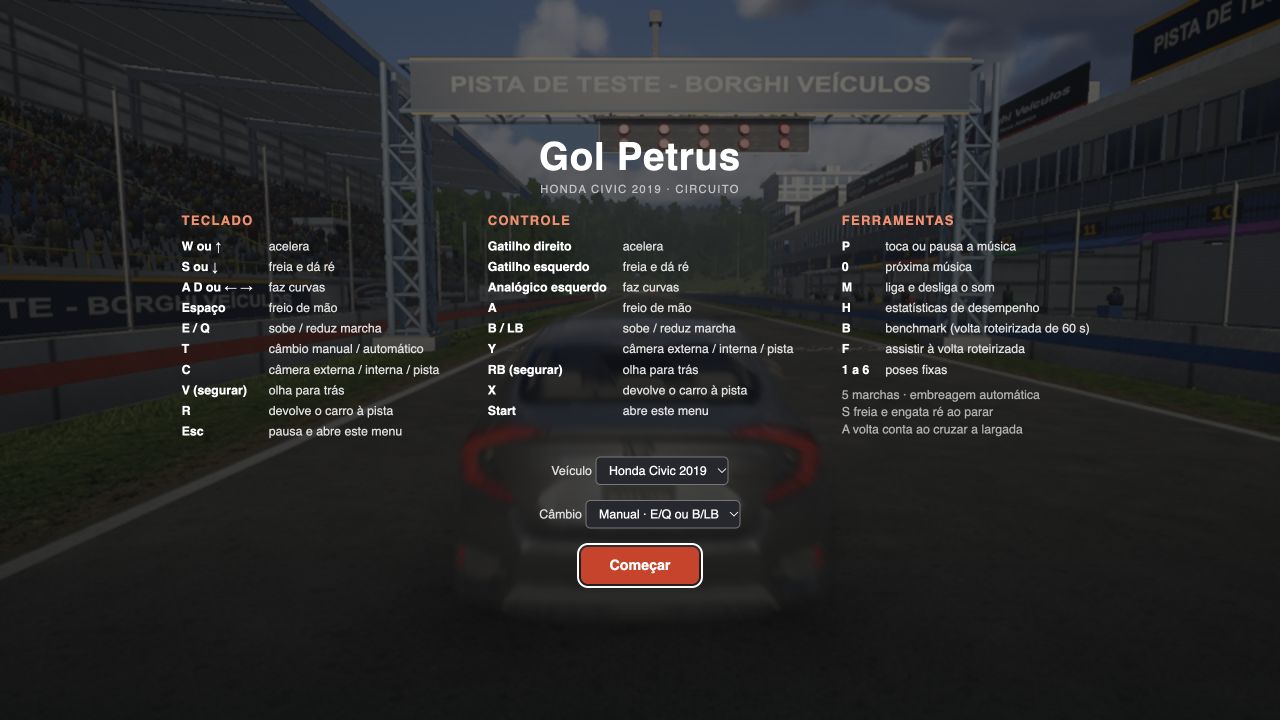 PISTA DE TE
PISTA DE TESTE - BORGHI VEÍCULOS
hi Veículos
Gol Petrus
HONDA CIVIC 2019 · CIRCUITO
TECLADO
W ou ↑ acelera
S ou ↓ freia e dá ré
A D ou ←→ faz curvas
Espaço freio de mão
E / Q sobe / reduz marcha
T câmbio manual / automático
C câmera externa / interna / pista
V (segurar) olha para trás
R devolve o carro à pista
Esc pausa e abre este menu
CONTROLE
Gatilho direito acelera
Gatilho esquerdo freia e dá ré
Analógico esquerdo faz curvas
A freio de mão
B / LB sobe / reduz marcha
Y câmera externa / interna / pista
RB (segurar) olha para trás
X devolve o carro à pista
Start abre este menu
FERRAMENTAS
P toca ou pausa a música
0 próxima música
M liga e desliga o som
H estatísticas de desempenho
B benchmark (volta roteirizada de 60 s)
F assistir à volta roteirizada
1 a 6 poses fixas
5 marchas · embreagem automática
S freia e engata ré ao parar
A volta conta ao cruzar a largada
10
11
TE - BORGHI VEÍCULOS
Veículo Honda Civic 2019
Câmbio Manual · E/Q ou B/LB
Começar